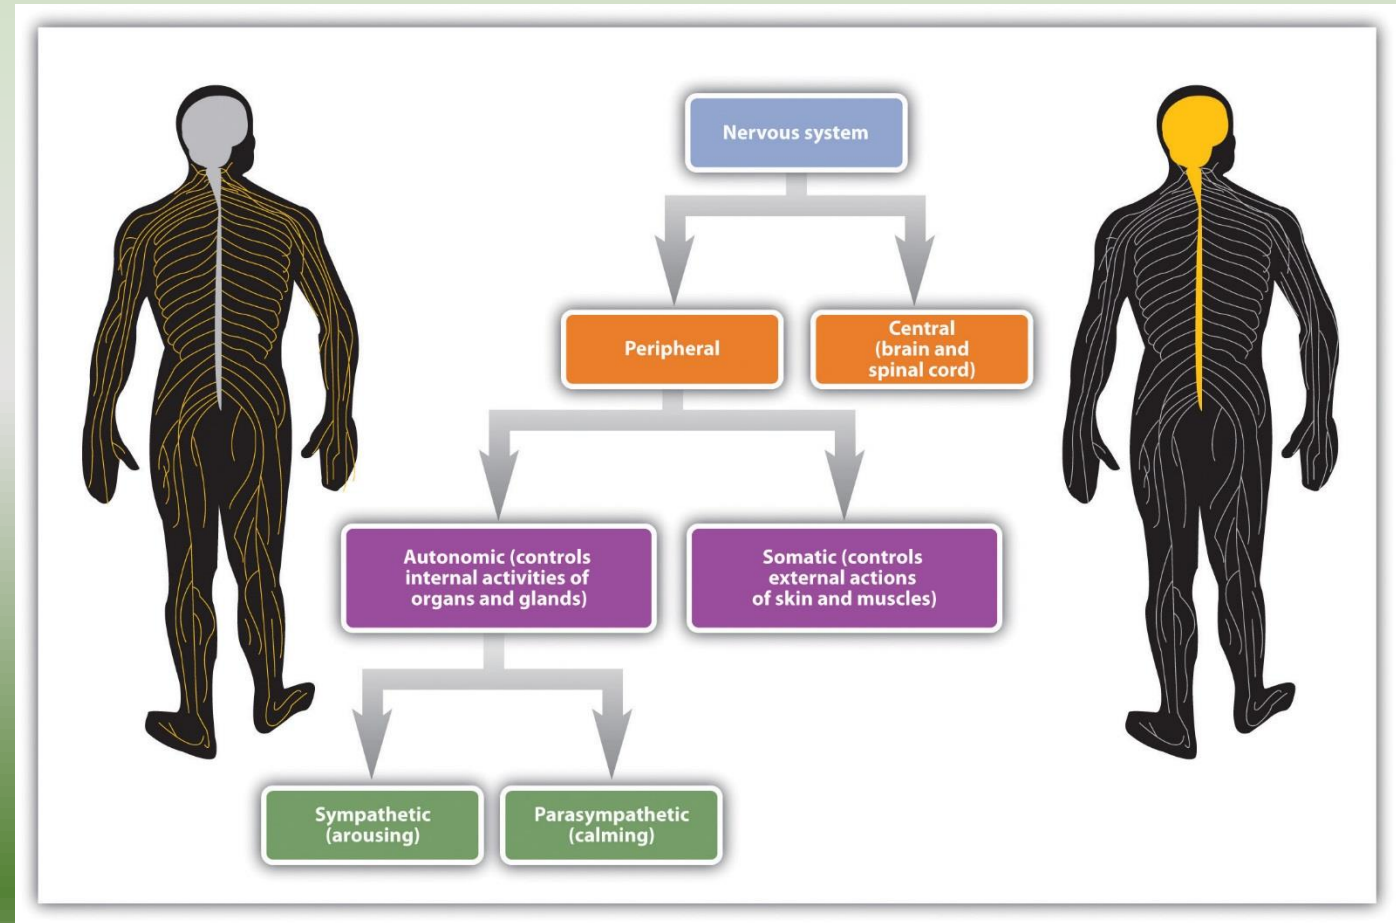 Nervous system
Peripheral
Central
(brain and
spinal cord)
Autonomic (controls
internal activities of
organs and glands)
Somatic (controls
external actions
of skin and muscles)
Sympathetic
(arousing)
Parasympathetic
(calming)